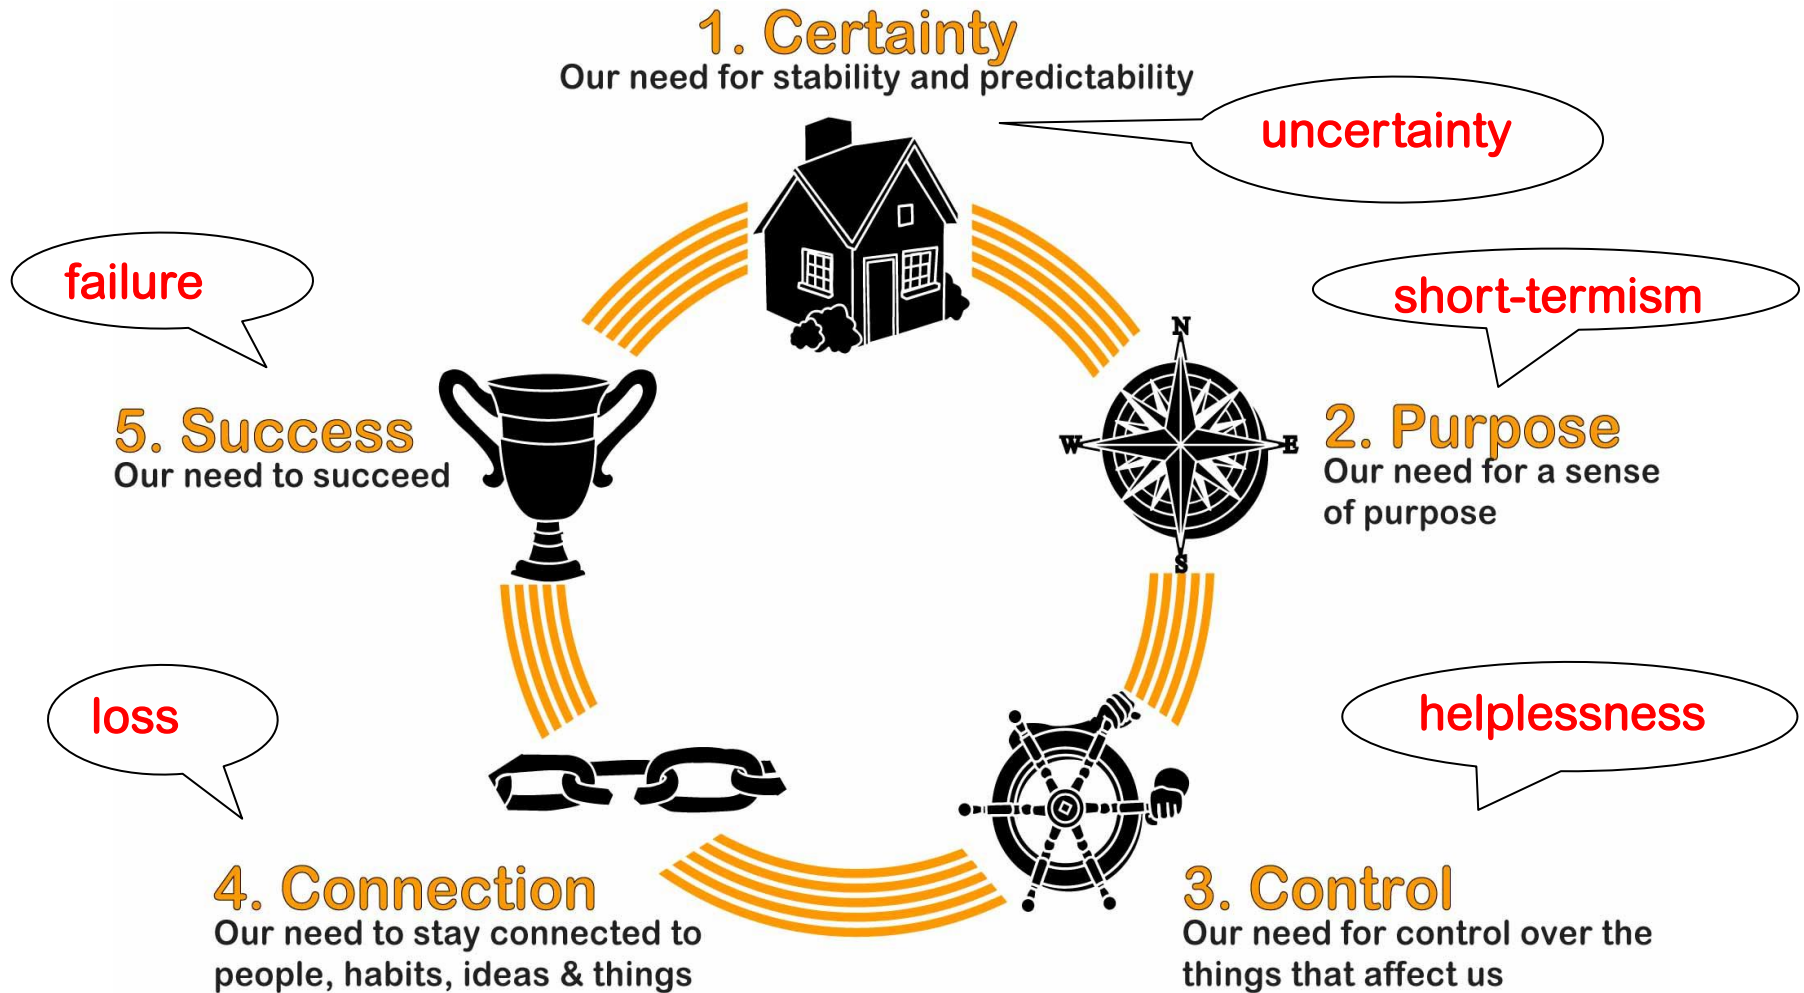 1. Certainty
Our need for stability and predictability
uncertainty
short-termism
N
W
E
S
2. Purpose
Our need for a sense
of purpose
helplessness
3. Control
Our need for control over the
things that affect us
loss
4. Connection
Our need to stay connected to
people, habits, ideas & things
failure
5. Success
Our need to succeed